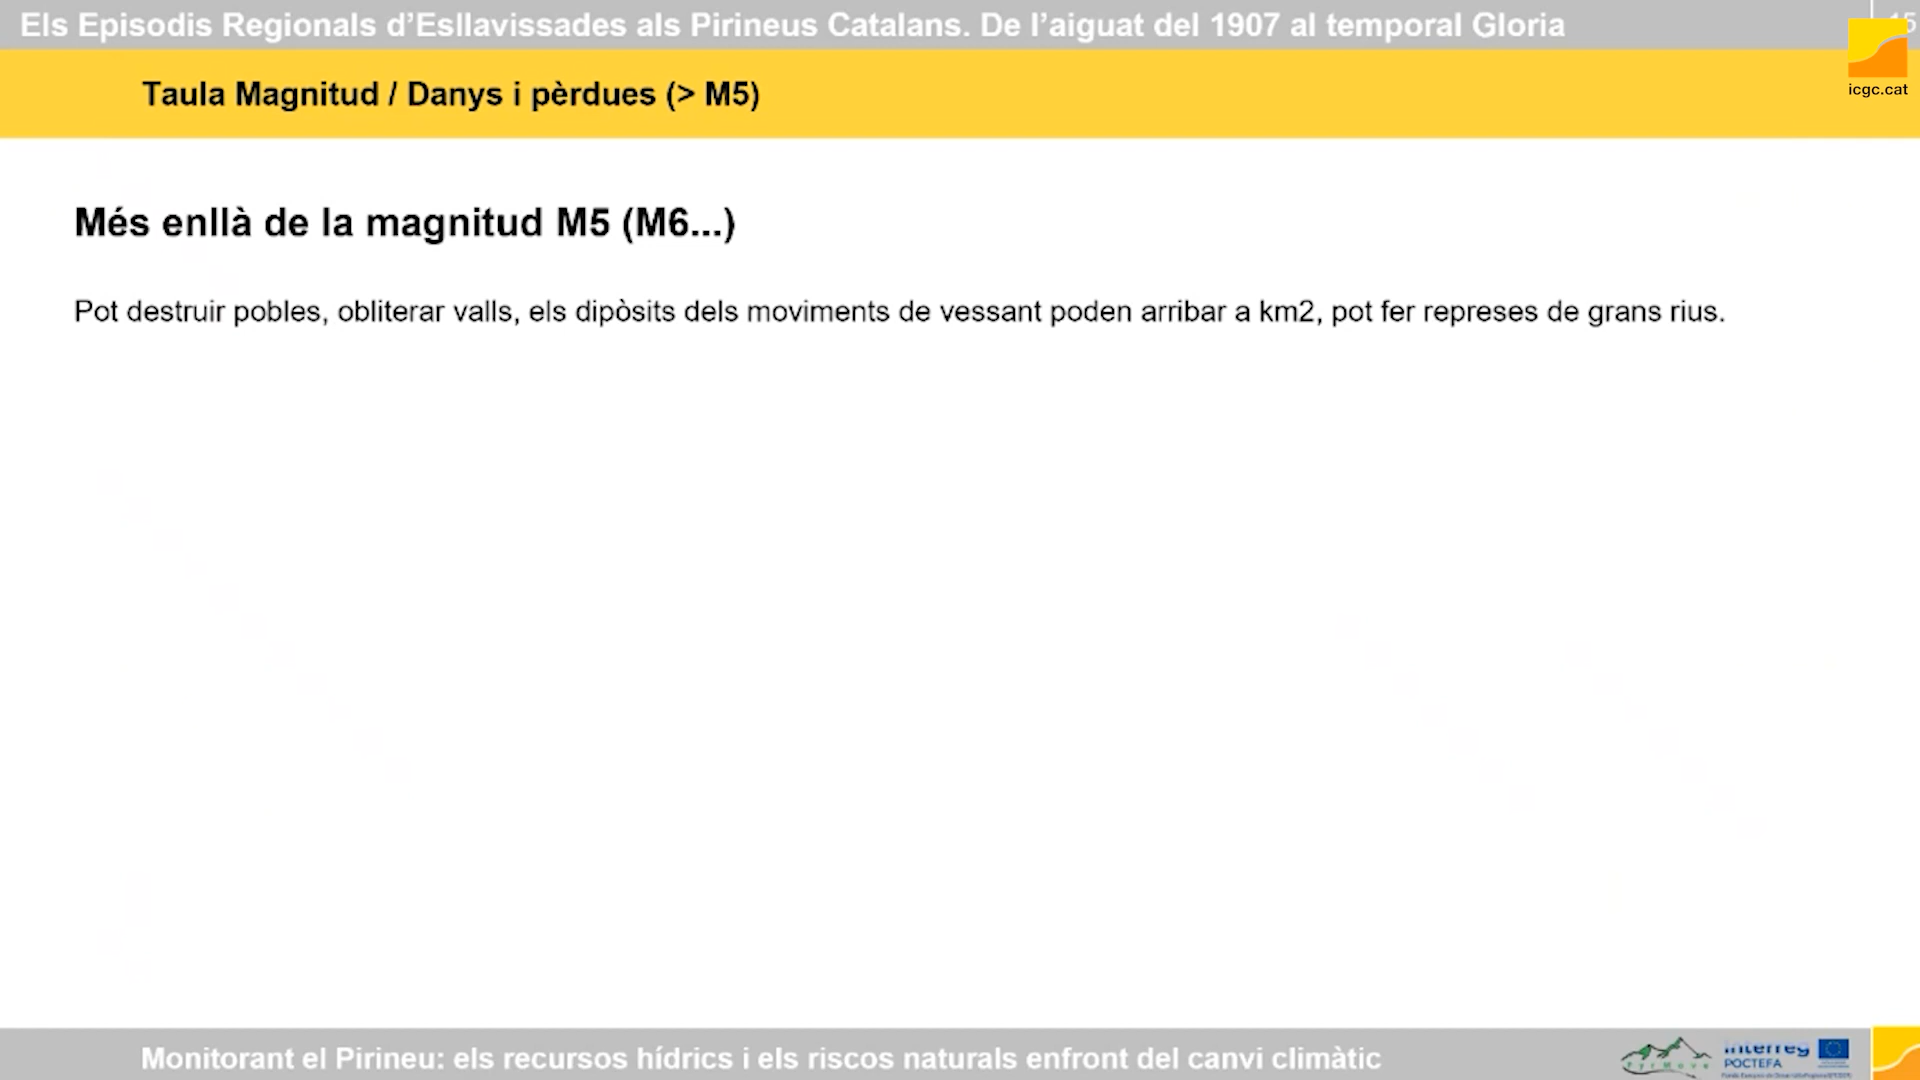 Els Episodis Regionals d’Esllavissades als Pirineus Catalans. De l’aiguat del 1907 al temporal Gloria
15
icgc.cat
Taula Magnitud / Danys i pèrdues (> M5)
Més enllà de la magnitud M5 (M6...)
Pot destruir pobles, obliterar valls, els dipòsits dels moviments de vessant poden arribar a km2, pot fer represes de grans rius.
Monitorant el Pirineu: els recursos hídrics i els riscos naturals enfront del canvi climàtic
PyrMove
Interreg
POCTEFA